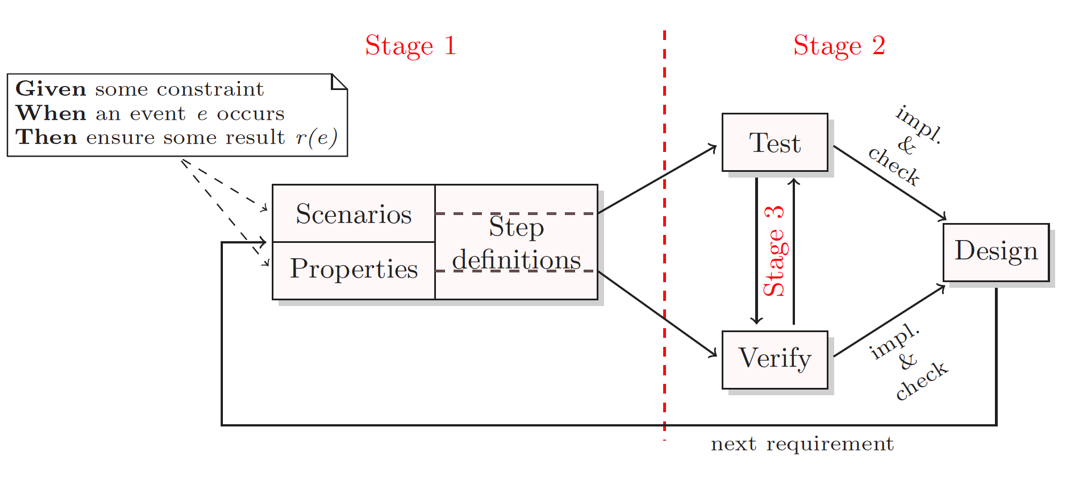 Stage 1
Stage 2
Given some constraint
When an event e occurs
Then ensure some result r(e)
Scenarios
Properties
Step
definitions
Test
impl.
&
check
Stage 3
Design
Verify
impl.
&
check
next requirement